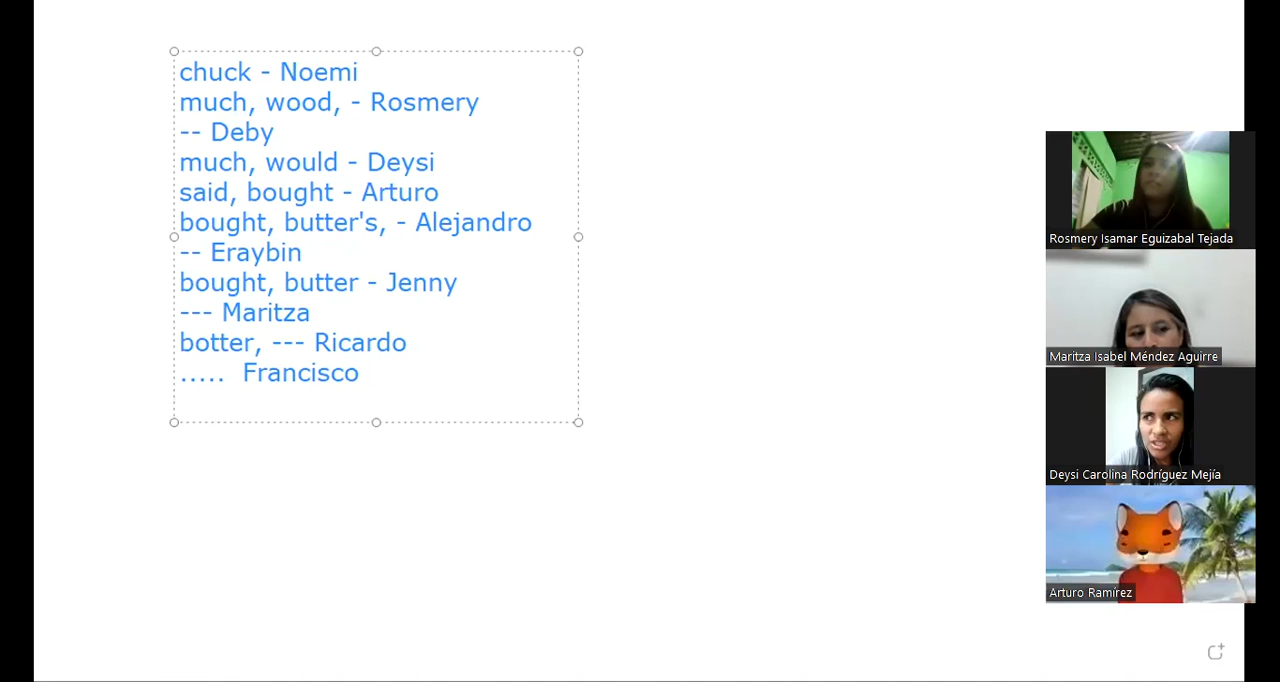 chuck - Noemi
much, wood, - Rosmery
-- Deby
much, would - Deysi
said, bought - Arturo
bought, butter's, - Alejandro
-- Eraybin
bought, butter - Jenny
--- Maritza
botter, --- Ricardo
..... Francisco
Rosmery Isamar Eguizabal Tejada
Maritza Isabel Méndez Aguirre
Deysi Carolina Rodríguez Mejía
Arturo Ramírez